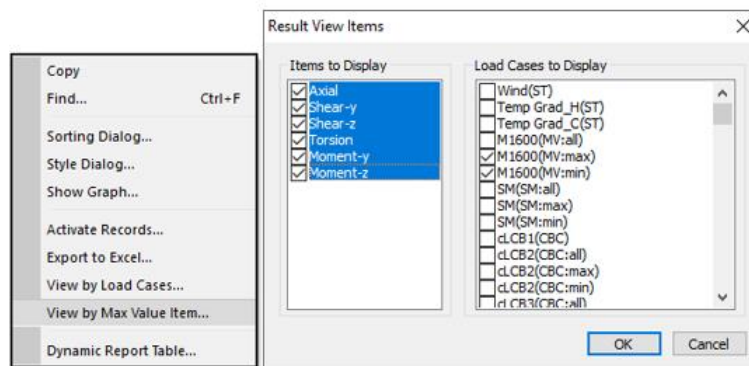 Copy
Find... Ctrl+F
Sorting Dialog...
Style Dialog...
Show Graph...
Activate Records...
Export to Excel...
View by Load Cases...
View by Max Value Item...
Dynamic Report Table...
Result View Items
Items to Display
Axial
Shear-y
Shear-z
Torsion
Moment-y
Moment-z
Load Cases to Display
Wind(ST)
Temp Grad_H(ST)
Temp Grad_C(ST)
M1600(MV:all)
M1600(MV:max)
M1600(MV:min)
SM(SM:all)
SM(SM:max)
SM(SM:min)
cLCB1(CBC)
cLCB2(CBC:all)
cLCB2(CBC:max)
cLCB2(CBC:min)
cLCB3(CBC:all)
OK Cancel